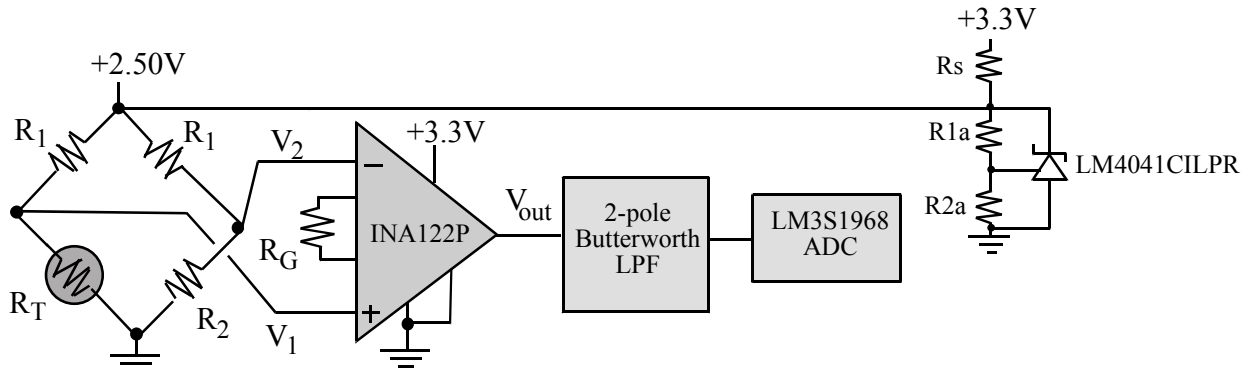 +3.3V
Rs
+2.50V
R1
R1
V2
+3.3V
R1a
LM4041CILPR
−
INA122P
RG
Vout
2-pole
Butterworth
LPF
LM3S1968
ADC
R2a
RT
R2
V1
+